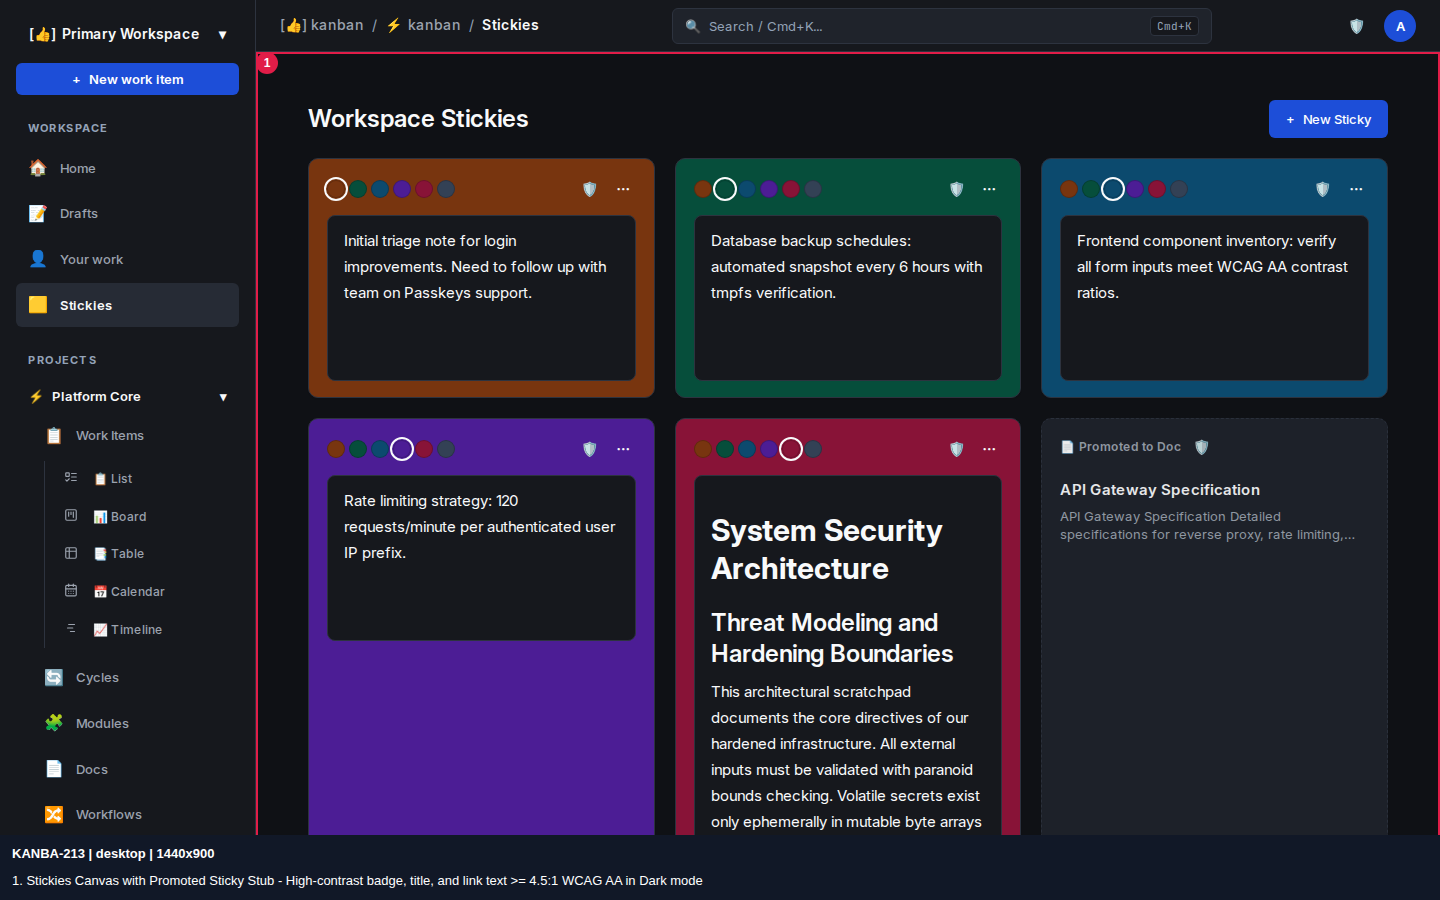 [👍] Primary Workspace ▼
+ New work item
WORKSPACE
🏠 Home
📝 Drafts
👤 Your work
🟨 Stickies
PROJECTS
⚡ Platform Core ▼
📋 Work Items
📋 List
📊 Board
📑 Table
📅 Calendar
📈 Timeline
🔄 Cycles
🧩 Modules
📄 Docs
🔀 Workflows
[👍] kanban / ⚡ kanban / Stickies
🔍 Search / Cmd+K...
Cmd+K
🛡️
A
1
Workspace Stickies
+ New Sticky
Initial triage note for login
improvements. Need to follow up with
team on Passkeys support.
Database backup schedules:
automated snapshot every 6 hours with
tmpfs verification.
Frontend component inventory: verify
all form inputs meet WCAG AA contrast
ratios.
Rate limiting strategy: 120
requests/minute per authenticated user
IP prefix.
System Security
Architecture
Threat Modeling and
Hardening Boundaries
This architectural scratchpad
documents the core directives of our
hardened infrastructure. All external
inputs must be validated with paranoid
bounds checking. Volatile secrets exist
only ephemerally in mutable byte arrays
📄 Promoted to Doc 🛡️
API Gateway Specification
API Gateway Specification Detailed
specifications for reverse proxy, rate limiting,...
KANBA-213 | desktop | 1440x900
1. Stickies Canvas with Promoted Sticky Stub - High-contrast badge, title, and link text >= 4.5:1 WCAG AA in Dark mode